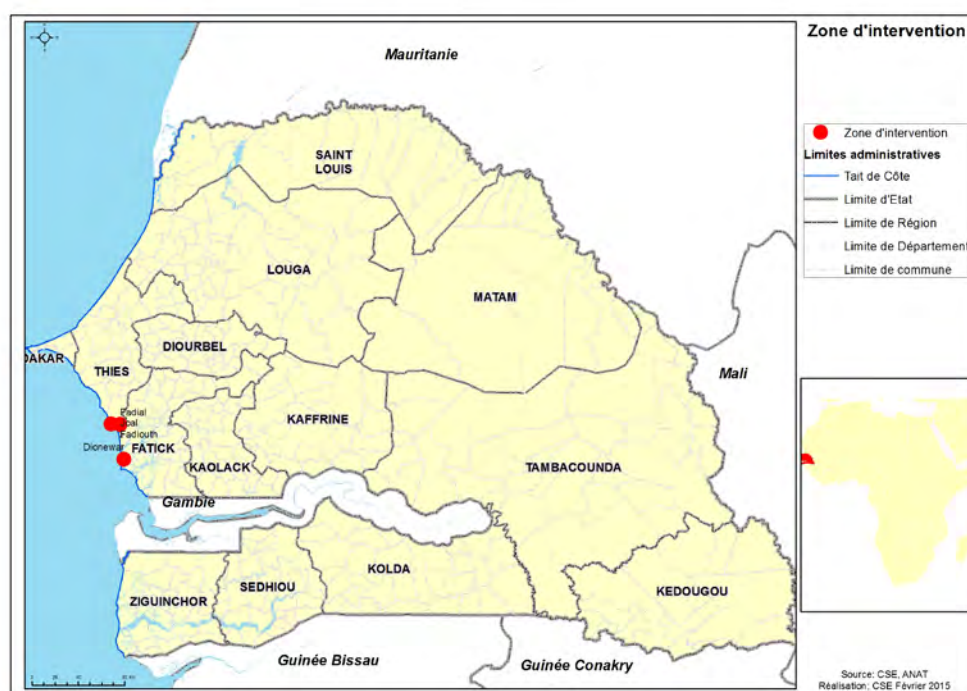 Zone d'intervention
Mauritanie
Zone d'intervention
Limites administratives
Tait de Côte
Limite d'Etat
Limite de Région
Limite de Département
Limite de commune
SAINT
LOUIS
LOUGA
MATAM
DIOURBEL
DAKAR
THIES
Mali
KAFFRINE
Fadial
Joal
Fadiouth
Dionewar
FATICK
KAOLACK
TAMBACOUNDA
Gambie
KOLDA
SEDHIOU
ZIGUINCHOR
KEDOUGOU
Guinée Bissau
Guinée Conakry
Source: CSE, ANAT
Réalisation: CSE Février 2015